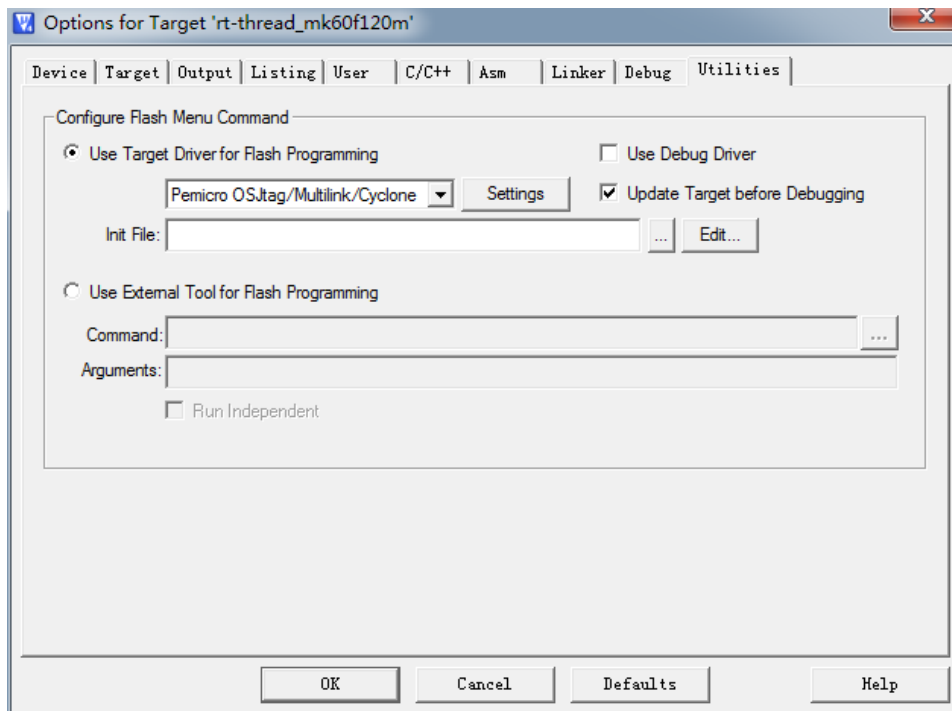 Options for Target 'rt-thread_mk60f120m'
Device Target Output Listing User C/C++ Asm Linker Debug Utilities
Configure Flash Menu Command
Use Target Driver for Flash Programming Use Debug Driver
Pemicro OSJtag/Multilink/Cyclone Settings Update Target before Debugging
Init File: ... Edit...
Use External Tool for Flash Programming
Command: ...
Arguments:
Run Independent
OK Cancel Defaults Help